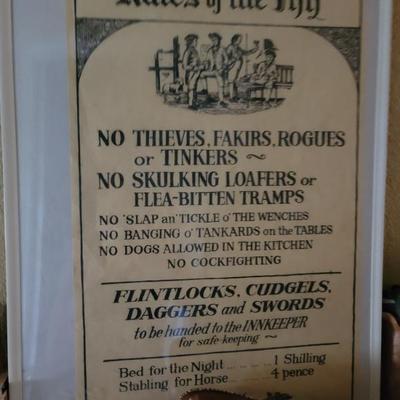 Rules of the Inn
NO THIEVES, FAKIRS, ROGUES
or TINKERS ~
NO SKULKING LOAFERS or
FLEA-BITTEN TRAMPS
NO 'SLAP an' TICKLE O' THE WENCHES
NO BANGING O' TANKARDS on the TABLES
NO DOGS ALLOWED IN THE KITCHEN
NO COCKFIGHTING
FLINTLOCKS, CUDGELS,
DAGGERS and SWORDS
to be handed to the INNKEEPER
for safe-keeping ~
Bed for the Night ... ... .. 1 Shilling
Stabling for Horse ... .. ... 4 pence